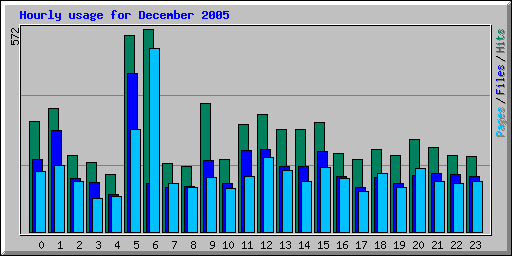 Hourly usage for December 2005
572
Pages / Files / Hits
0 1 2 3 4 5 6 7 8 9 10 11 12 13 14 15 16 17 18 19 20 21 22 23